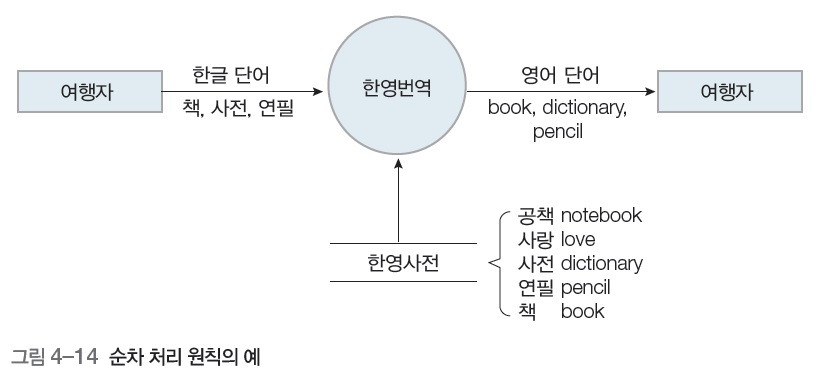 여행자
한글 단어
책, 사전, 연필
한영번역
영어 단어
book, dictionary,
pencil
여행자
한영사전
공책 notebook
사랑 love
사전 dictionary
연필 pencil
책 book
그림 4-14 순차 처리 원칙의 예